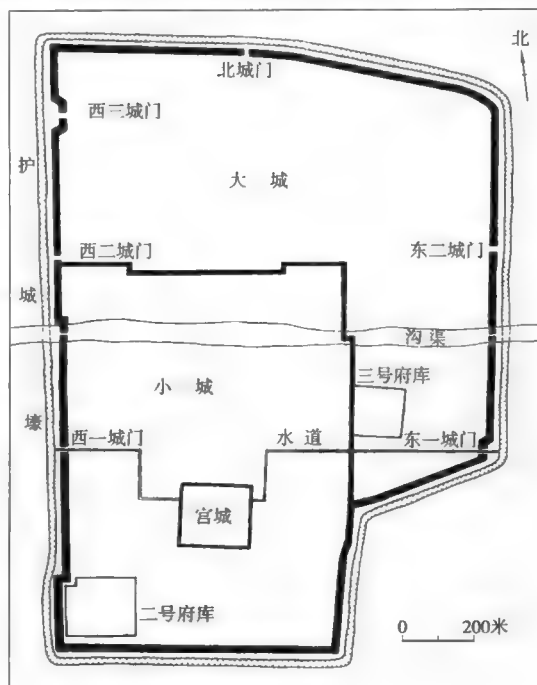 北
北城门
西三城门
护
大 城
西二城门
东二城门
城
沟渠
小 城
三号府库
壕
西一城门
水 道
东一城门
宫城
二号府库
0 200米